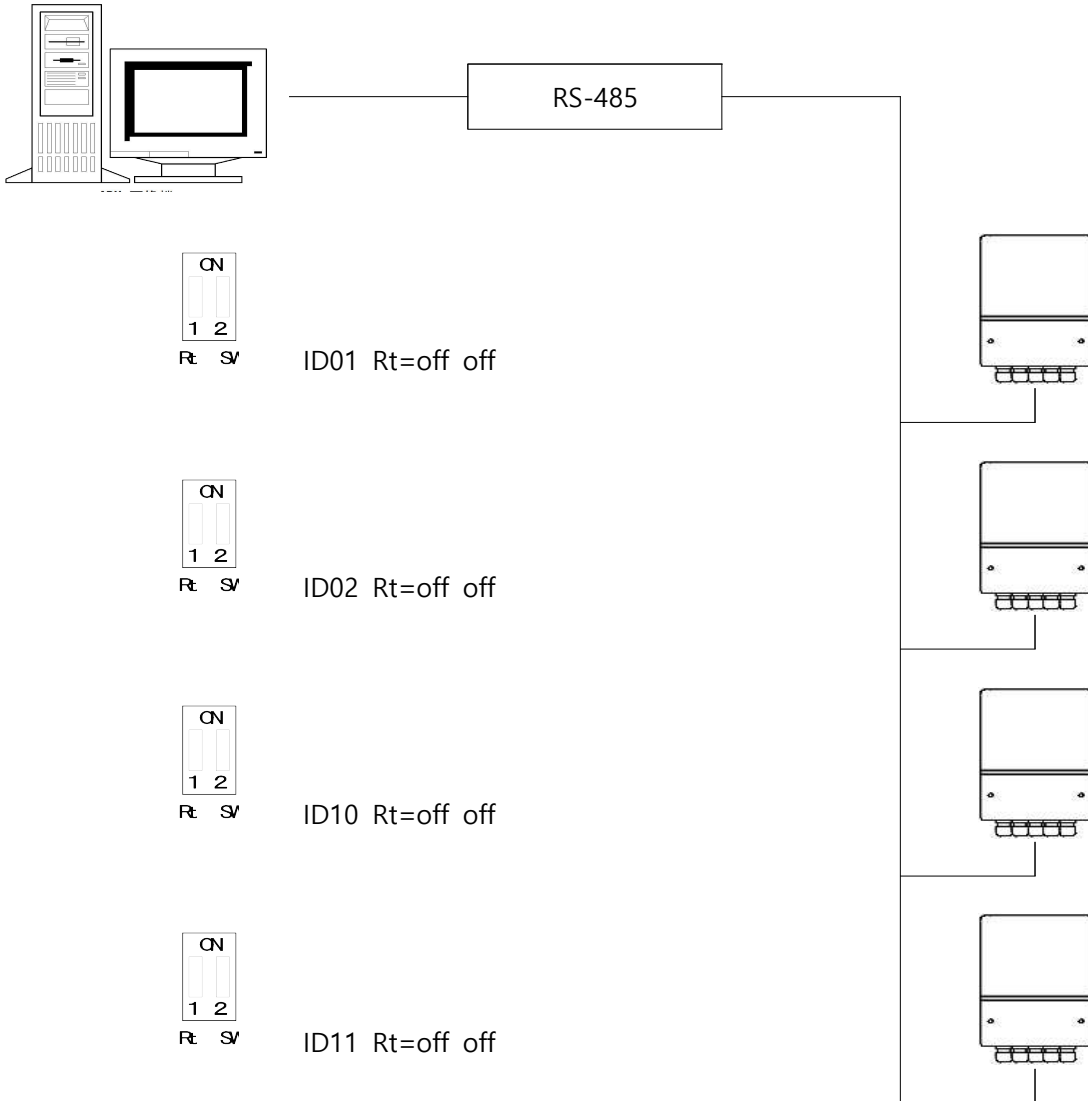 RS-485
ON
1 2
Rt SW
ID01 Rt=off off
ON
1 2
Rt SW
ID02 Rt=off off
ON
1 2
Rt SW
ID10 Rt=off off
ON
1 2
Rt SW
ID11 Rt=off off